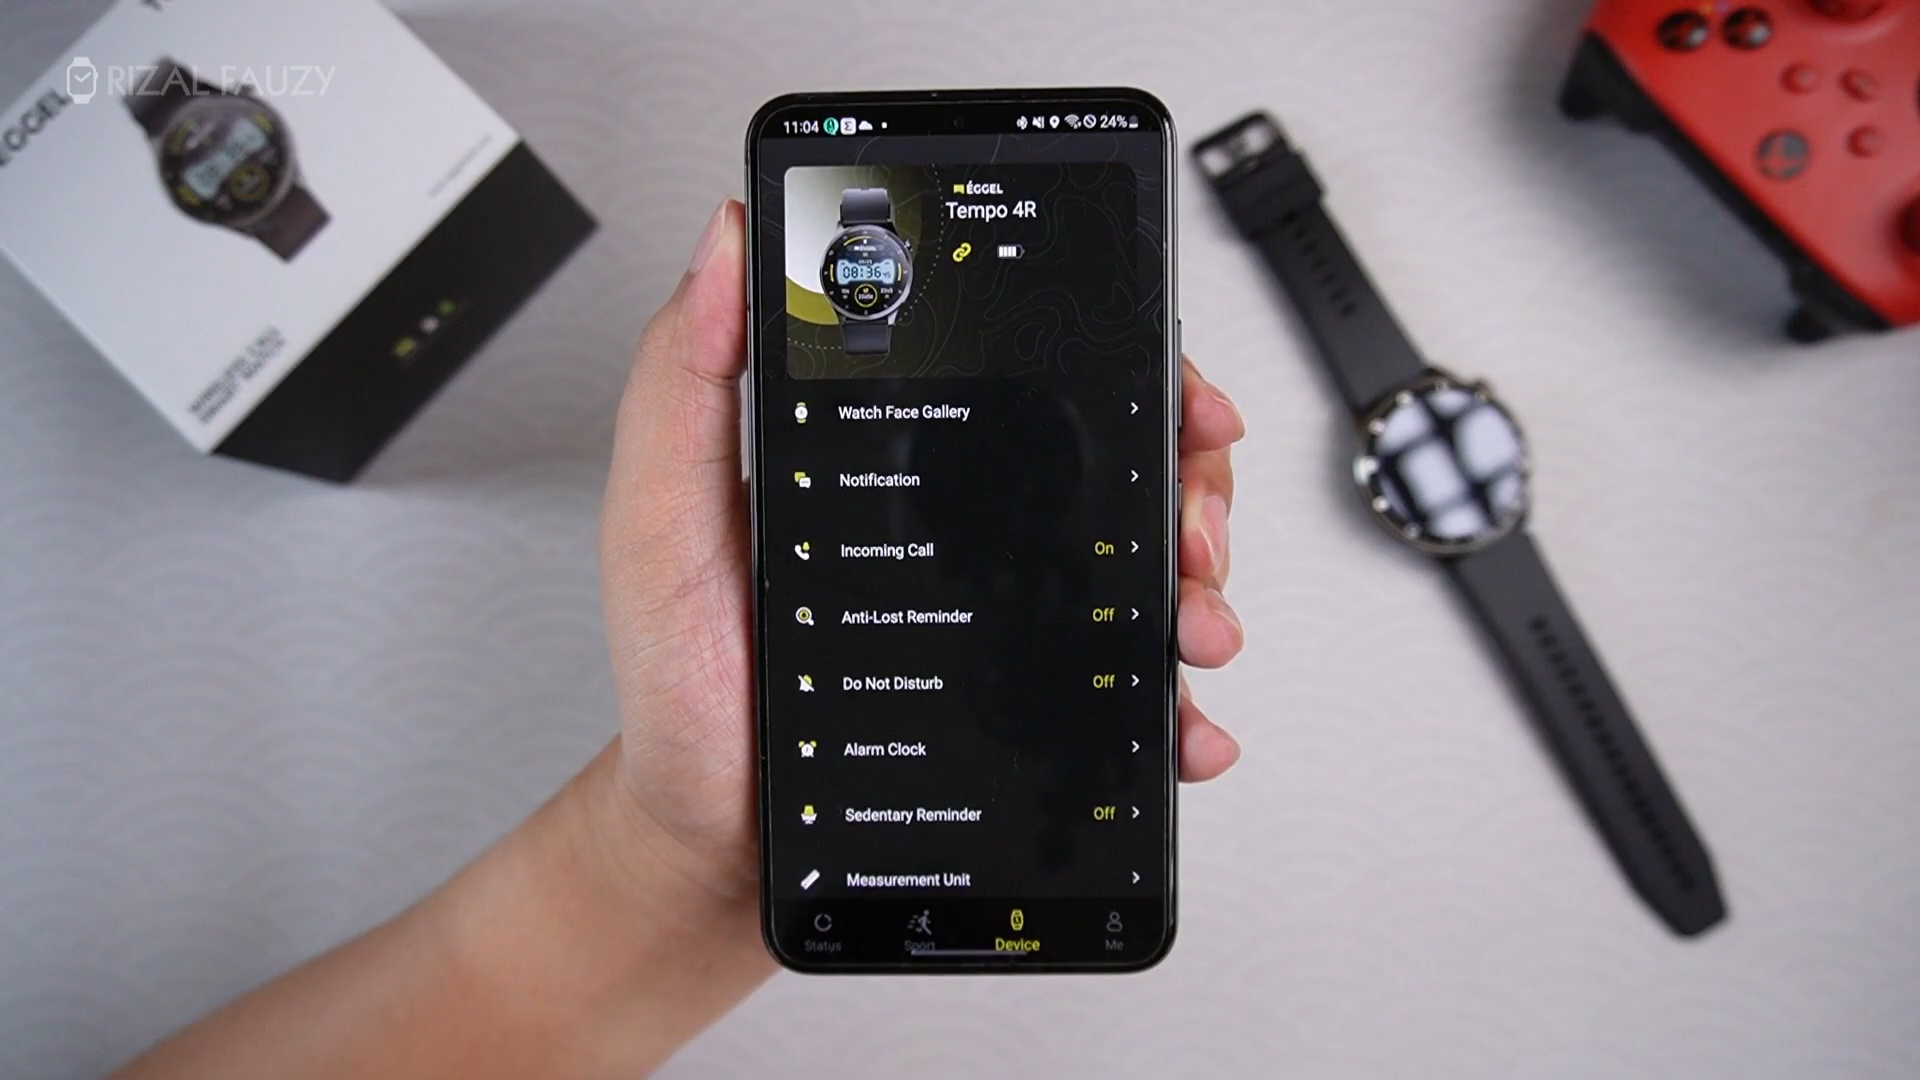 RIZAL FAUZY
EGGEL
11:04
24%
ÉGGEL
Tempo 4R
08:36
Watch Face Gallery
Notification
Incoming Call On
Anti-Lost Reminder Off
Do Not Disturb Off
Alarm Clock
Sedentary Reminder Off
Measurement Unit
Status
Sport
Device
Me